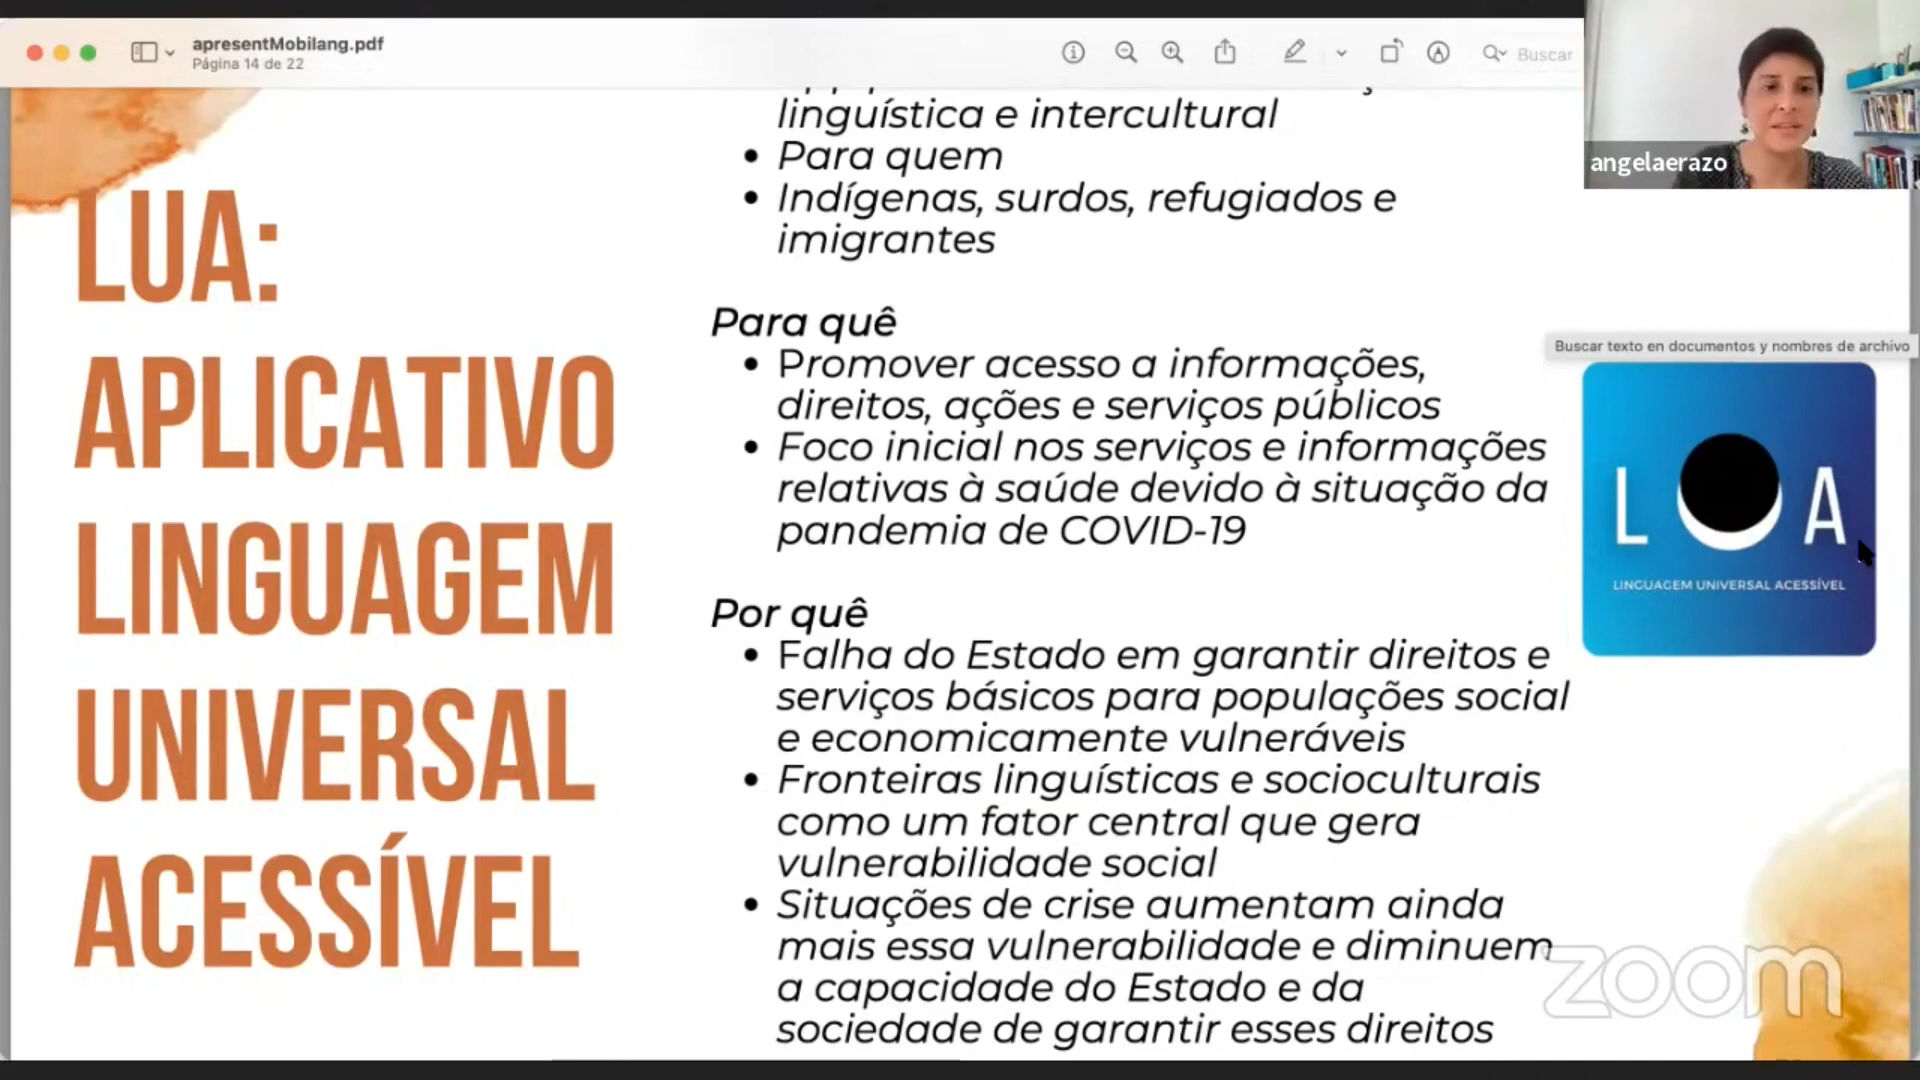 apresentMobilang.pdf
Página 14 de 22
Buscar
angelaerazo
LUA:
APLICATIVO
LINGUAGEM
UNIVERSAL
ACESSÍVEL
linguística e intercultural
• Para quem
• Indígenas, surdos, refugiados e
imigrantes
Para quê
• Promover acesso a informações,
direitos, ações e serviços públicos
• Foco inicial nos serviços e informações
relativas à saúde devido à situação da
pandemia de COVID-19
Por quê
• Falha do Estado em garantir direitos e
serviços básicos para populações social
e economicamente vulneráveis
• Fronteiras linguísticas e socioculturais
como um fator central que gera
vulnerabilidade social
• Situações de crise aumentam ainda
mais essa vulnerabilidade e diminuem
a capacidade do Estado e da
sociedade de garantir esses direitos
Buscar texto en documentos y nombres de archivo
LUA
LINGUAGEM UNIVERSAL ACESSÍVEL
zoom